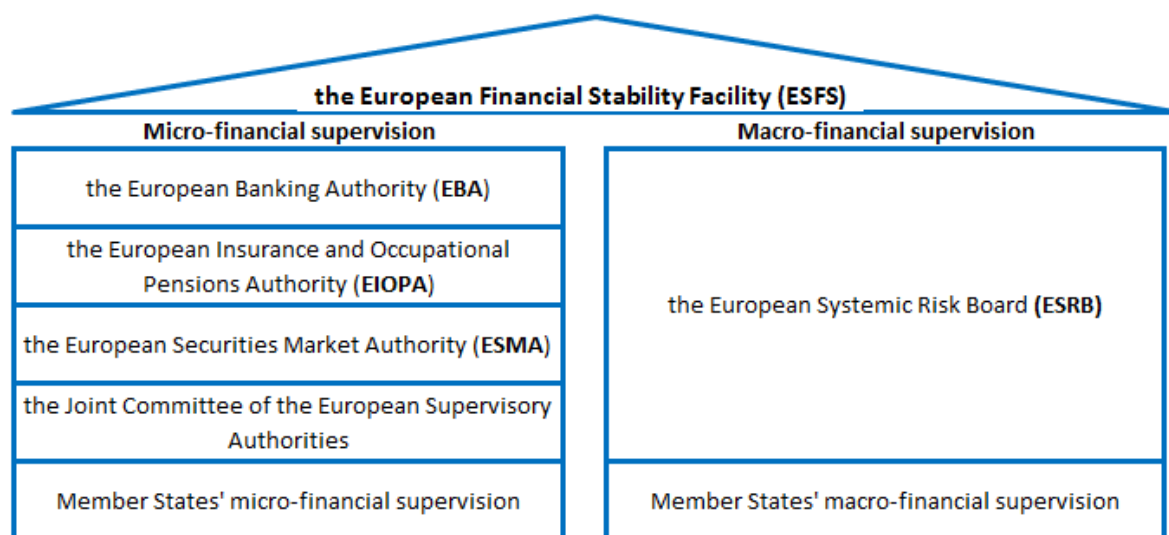 the European Financial Stability Facility (ESFS)
Micro-financial supervision
the European Banking Authority (EBA)
the European Insurance and Occupational
Pensions Authority (EIOPA)
the European Securities Market Authority (ESMA)
the Joint Committee of the European Supervisory
Authorities
Member States' micro-financial supervision
Macro-financial supervision
the European Systemic Risk Board (ESRB)
Member States' macro-financial supervision